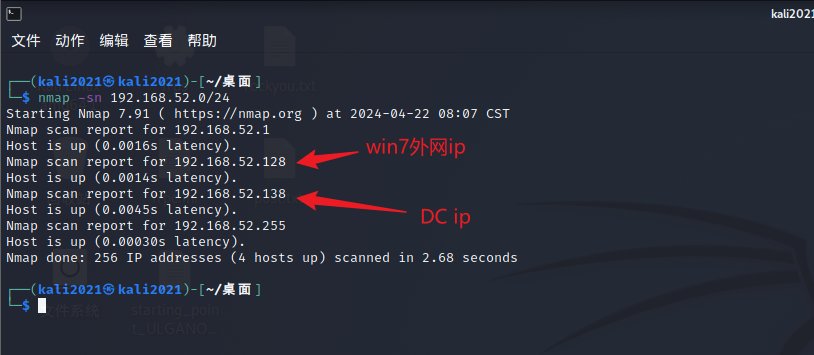 kali2021
文件 动作 编辑 查看 帮助
┌──(kali2021㉿kali2021)-[~/桌面]
└─$ nmap -sn 192.168.52.0/24
Starting Nmap 7.91 ( https://nmap.org ) at 2024-04-22 08:07 CST
Nmap scan report for 192.168.52.1
Host is up (0.0016s latency).
Nmap scan report for 192.168.52.128
win7外网ip
Host is up (0.0014s latency).
Nmap scan report for 192.168.52.138
Host is up (0.0045s latency).
DC ip
Nmap scan report for 192.168.52.255
Host is up (0.00030s latency).
Nmap done: 256 IP addresses (4 hosts up) scanned in 2.68 seconds
┌──(kali2021㉿kali2021)-[~/桌面]
└─$
文件系统
starting_poin